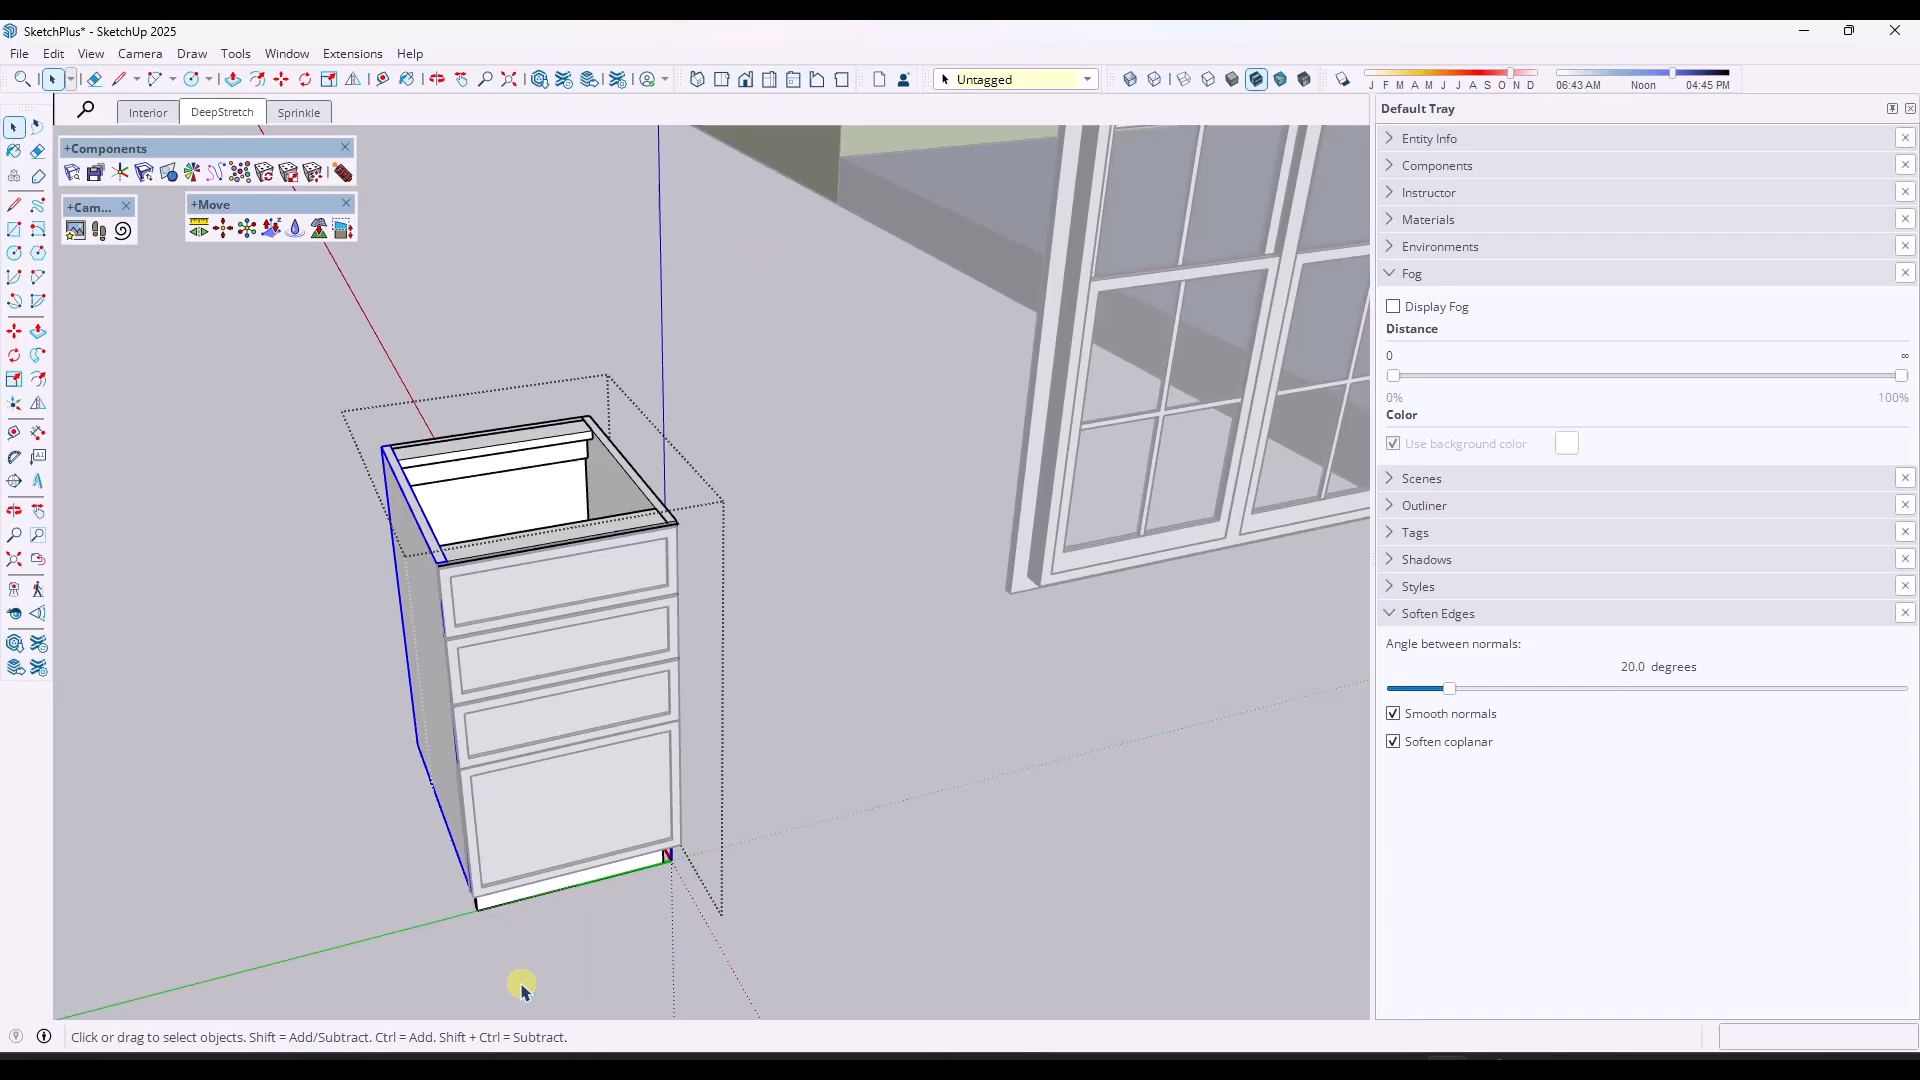 SketchPlus* - SketchUp 2025
File Edit View Camera Draw Tools Window Extensions Help
Untagged
J F M A M J J A S O N D
06:43 AM Noon 04:45 PM
Interior DeepStretch Sprinkle
+Components
+Cam...
+Move
Default Tray
Entity Info
Components
Instructor
Materials
Environments
Fog
Display Fog
Distance
0 ∞
0% 100%
Color
Use background color
Scenes
Outliner
Tags
Shadows
Styles
Soften Edges
Angle between normals:
20.0 degrees
Smooth normals
Soften coplanar
Click or drag to select objects. Shift = Add/Subtract. Ctrl = Add. Shift + Ctrl = Subtract.